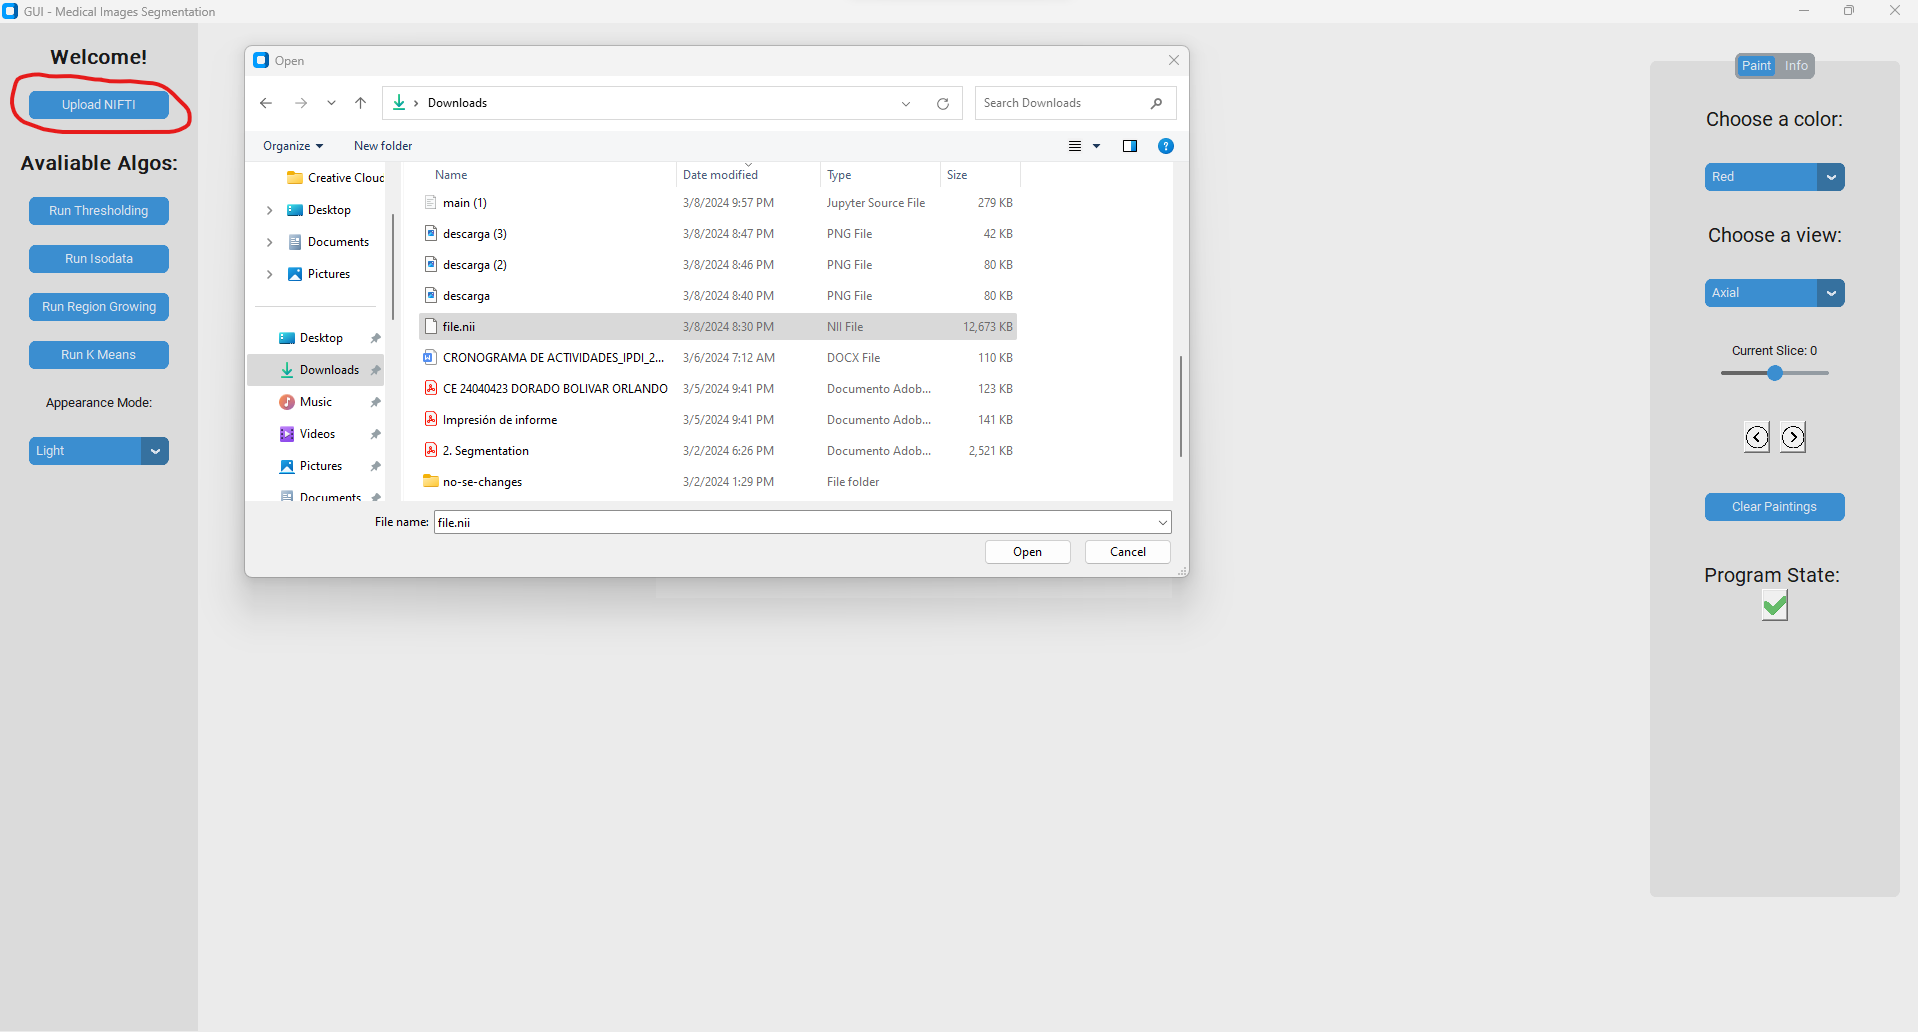 GUI - Medical Images Segmentation
Welcome!
Upload NIFTI
Avaliable Algos:
Run Thresholding
Run Isodata
Run Region Growing
Run K Means
Appearance Mode:
Light
Open
Downloads
Search Downloads
Organize
New folder
Creative Cloud
Desktop
Documents
Pictures
Desktop
Downloads
Music
Videos
Pictures
Documents
Name Date modified Type Size
main (1) 3/8/2024 9:57 PM Jupyter Source File 279 KB
descarga (3) 3/8/2024 8:47 PM PNG File 42 KB
descarga (2) 3/8/2024 8:46 PM PNG File 80 KB
descarga 3/8/2024 8:40 PM PNG File 80 KB
file.nii 3/8/2024 8:30 PM NII File 12,673 KB
CRONOGRAMA DE ACTIVIDADES_IPDI_2... 3/6/2024 7:12 AM DOCX File 110 KB
CE 24040423 DORADO BOLIVAR ORLANDO 3/5/2024 9:41 PM Documento Adob... 123 KB
Impresión de informe 3/5/2024 9:41 PM Documento Adob... 141 KB
2. Segmentation 3/2/2024 6:26 PM Documento Adob... 2,521 KB
no-se-changes 3/2/2024 1:29 PM File folder
File name: file.nii
Open Cancel
Paint Info
Choose a color:
Red
Choose a view:
Axial
Current Slice: 0
Clear Paintings
Program State: